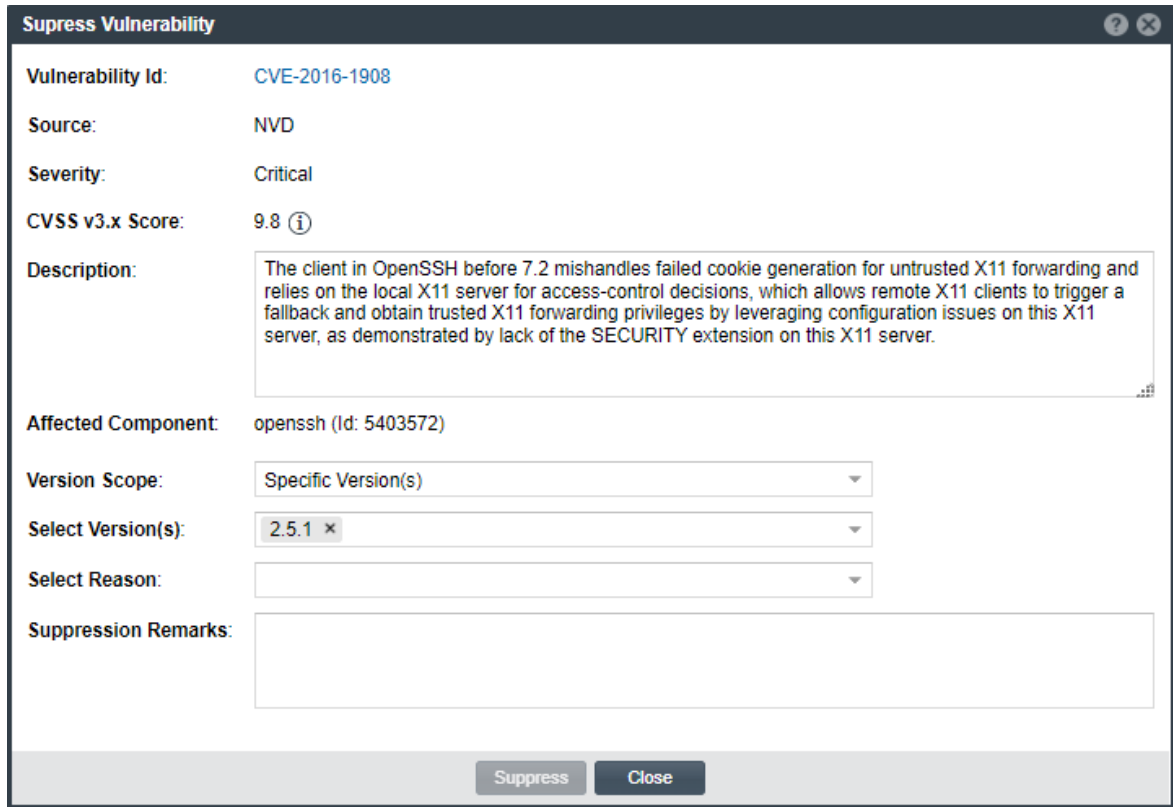 Supress Vulnerability
Vulnerability Id: CVE-2016-1908
Source: NVD
Severity: Critical
CVSS v3.x Score: 9.8
Description: The client in OpenSSH before 7.2 mishandles failed cookie generation for untrusted X11 forwarding and
relies on the local X11 server for access-control decisions, which allows remote X11 clients to trigger a
fallback and obtain trusted X11 forwarding privileges by leveraging configuration issues on this X11
server, as demonstrated by lack of the SECURITY extension on this X11 server.
Affected Component: openssh (Id: 5403572)
Version Scope: Specific Version(s)
Select Version(s): 2.5.1 ×
Select Reason:
Suppression Remarks:
Suppress Close